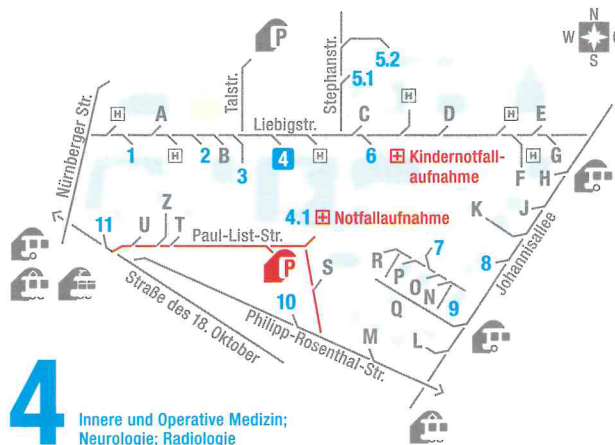 N
W
O
S
P
5.2
5.1
Nürnberger Str.
Talstr.
Stephanstr.
H
A
Liebigstr.
C
H
D
H
E
1
H
2
B
3
4
H
6
Kindernotfall-
aufnahme
H
G
F
H
J
K
Johannisallee
Z
11
U
T
Paul-List-Str.
4.1
Notfallaufnahme
P
S
R
P
O
N
Q
7
8
9
10
Straße des 18. Oktober
Philipp-Rosenthal-Str.
M
L
4
Innere und Operative Medizin;
Neurologie; Radiologie